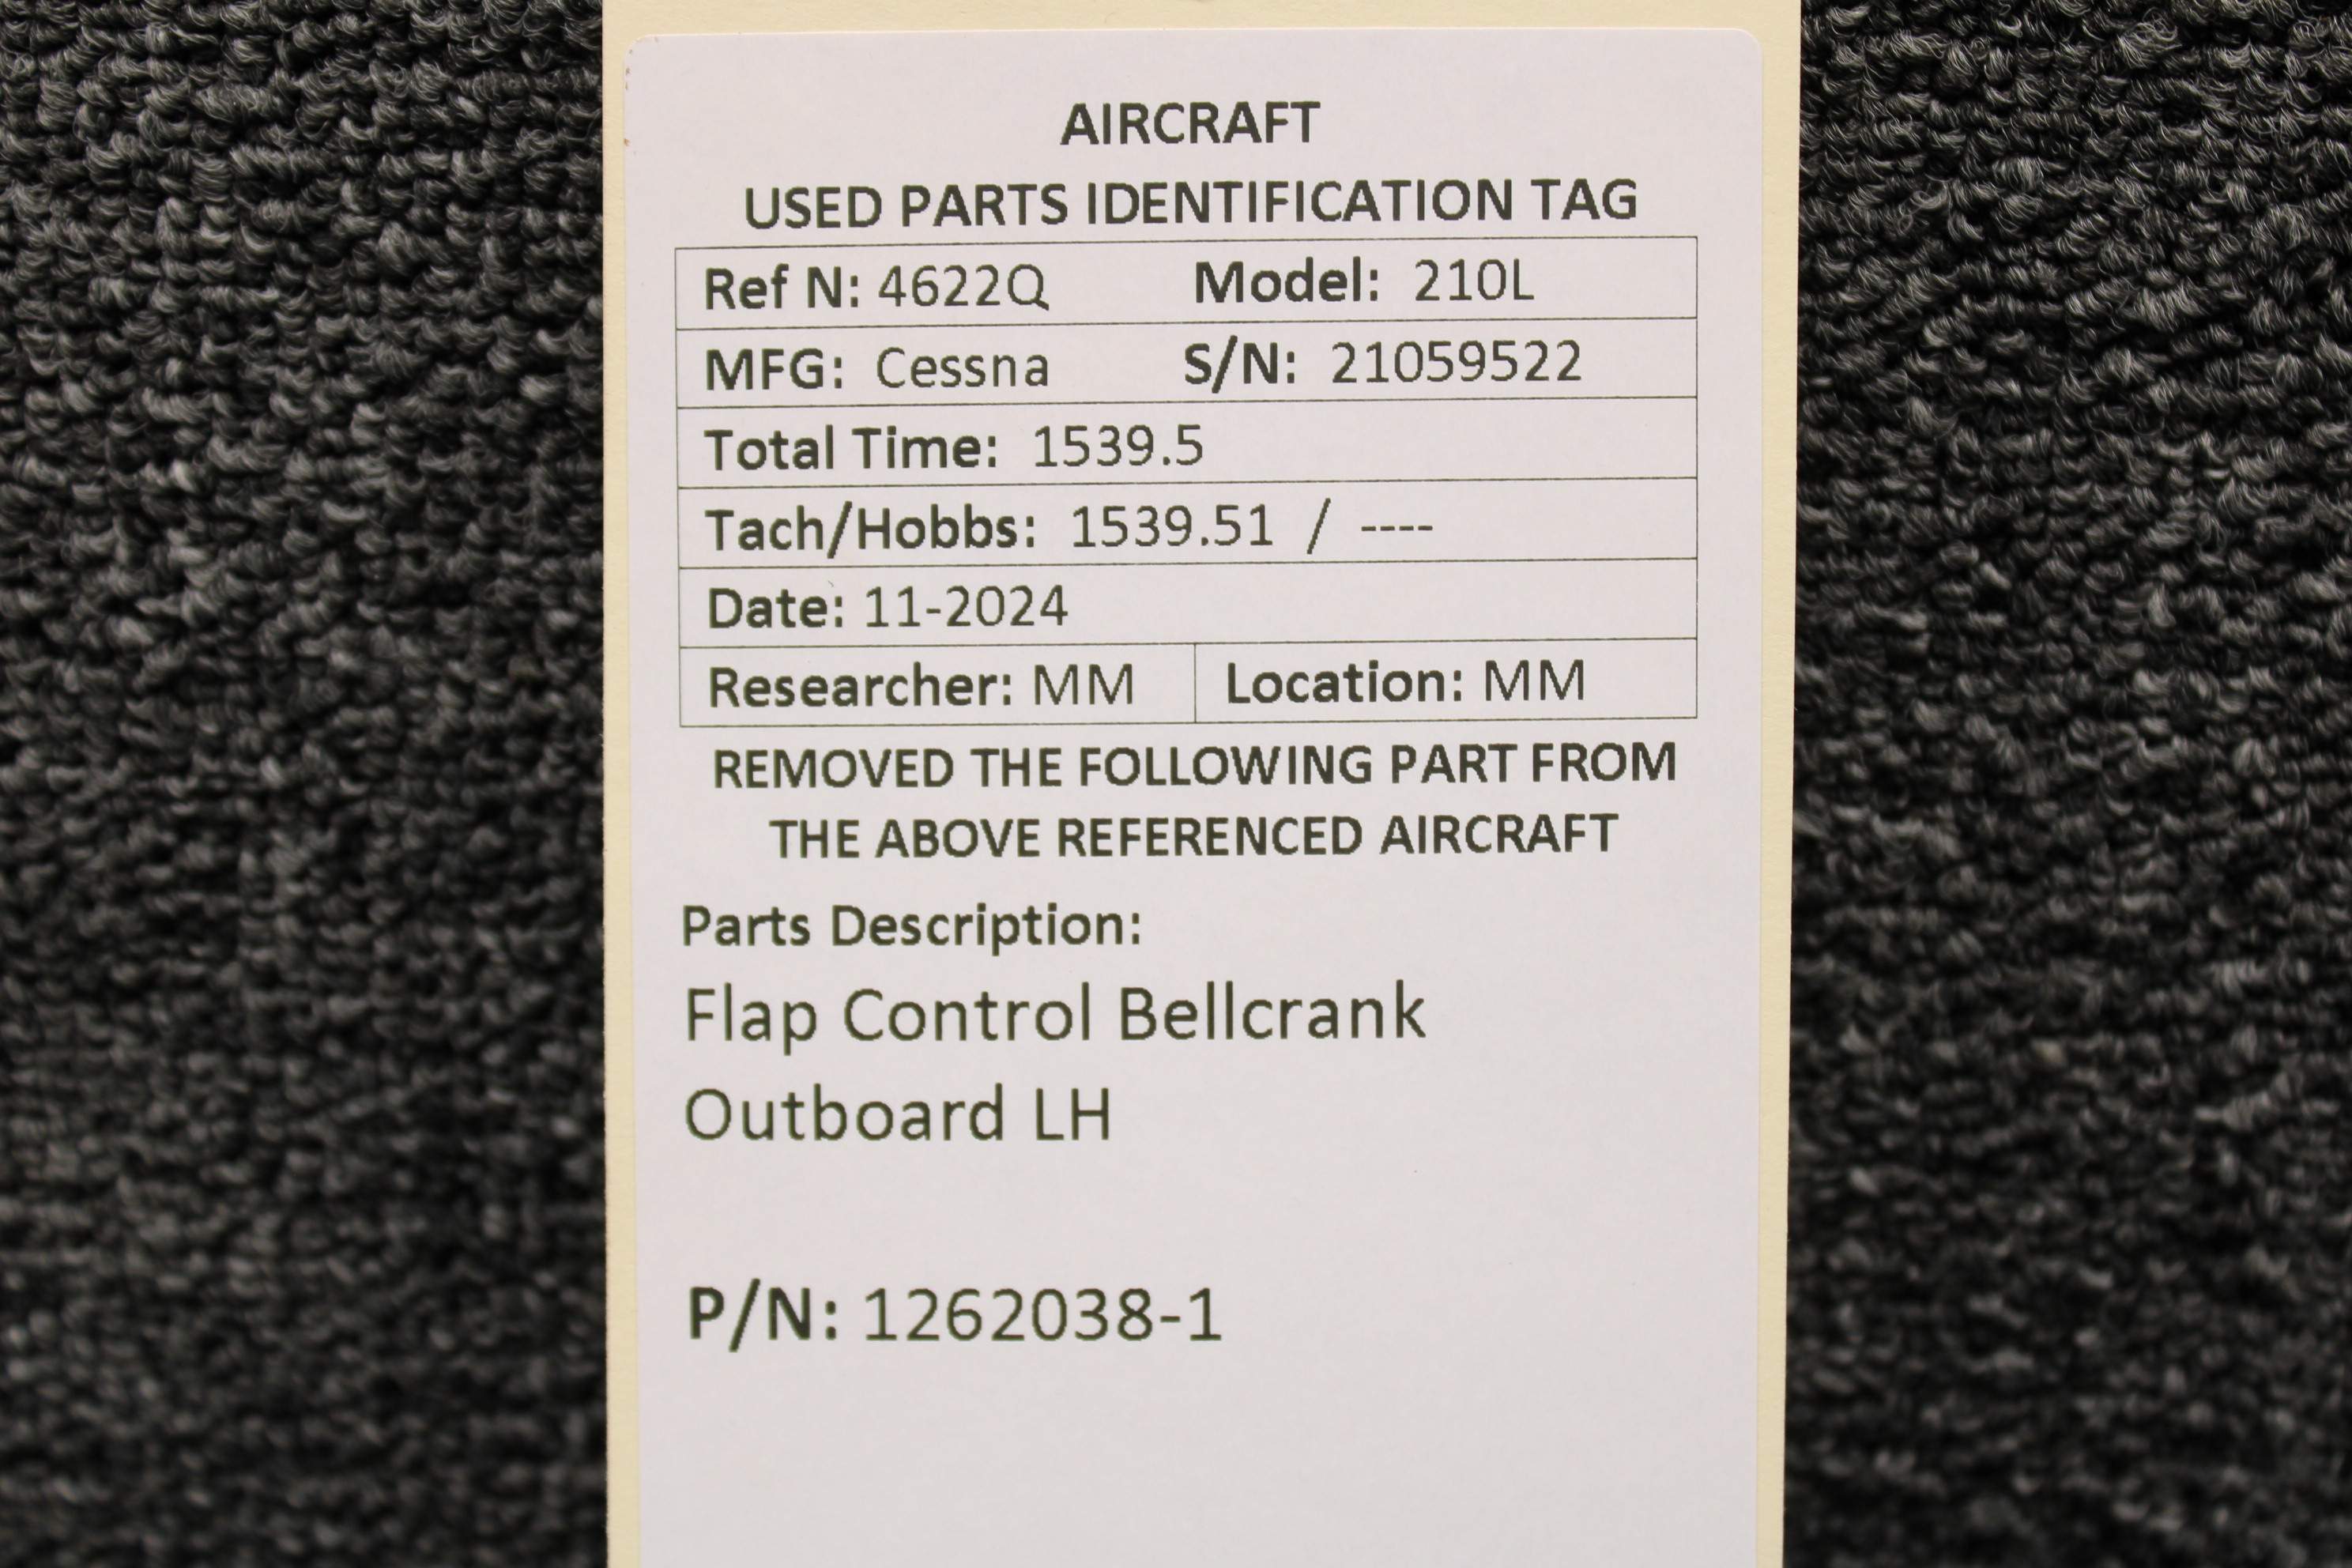 AIRCRAFT
USED PARTS IDENTIFICATION TAG
Ref N: 4622Q Model: 210L
MFG: Cessna S/N: 21059522
Total Time: 1539.5
Tach/Hobbs: 1539.51 / ----
Date: 11-2024
Researcher: MM Location: MM
REMOVED THE FOLLOWING PART FROM
THE ABOVE REFERENCED AIRCRAFT
Parts Description:
Flap Control Bellcrank
Outboard LH
P/N: 1262038-1